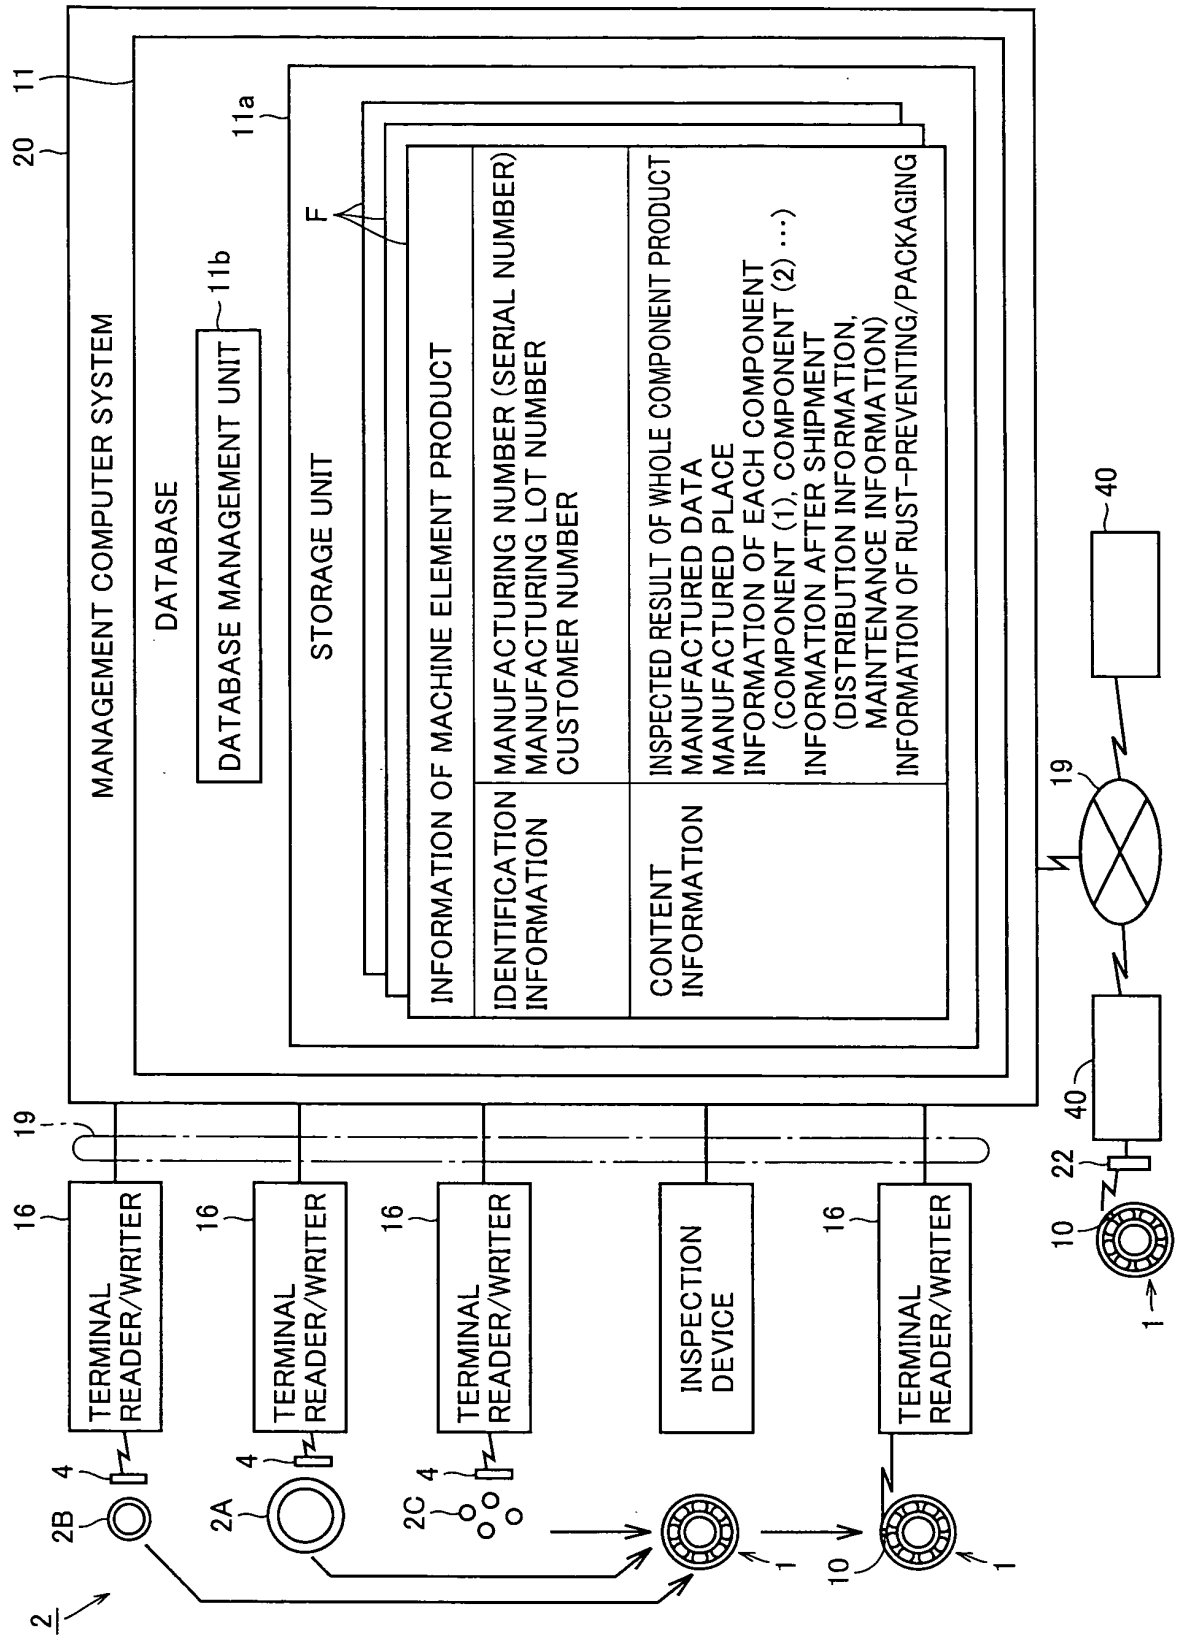 20
11
MANAGEMENT COMPUTER SYSTEM
DATABASE
11b
DATABASE MANAGEMENT UNIT
11a
STORAGE UNIT
F
INFORMATION OF MACHINE ELEMENT PRODUCT
IDENTIFICATION
INFORMATION
MANUFACTURING NUMBER (SERIAL NUMBER)
MANUFACTURING LOT NUMBER
CUSTOMER NUMBER
CONTENT
INFORMATION
INSPECTED RESULT OF WHOLE COMPONENT PRODUCT
MANUFACTURED DATA
MANUFACTURED PLACE
INFORMATION OF EACH COMPONENT
(COMPONENT (1), COMPONENT (2) ···)
INFORMATION AFTER SHIPMENT
(DISTRIBUTION INFORMATION,
MAINTENANCE INFORMATION)
INFORMATION OF RUST-PREVENTING/PACKAGING
19
16
TERMINAL
READER/WRITER
4
2B
2
16
TERMINAL
READER/WRITER
4
2A
16
TERMINAL
READER/WRITER
4
2C
INSPECTION
DEVICE
1
16
TERMINAL
READER/WRITER
10
1
40
19
40
22
10
1